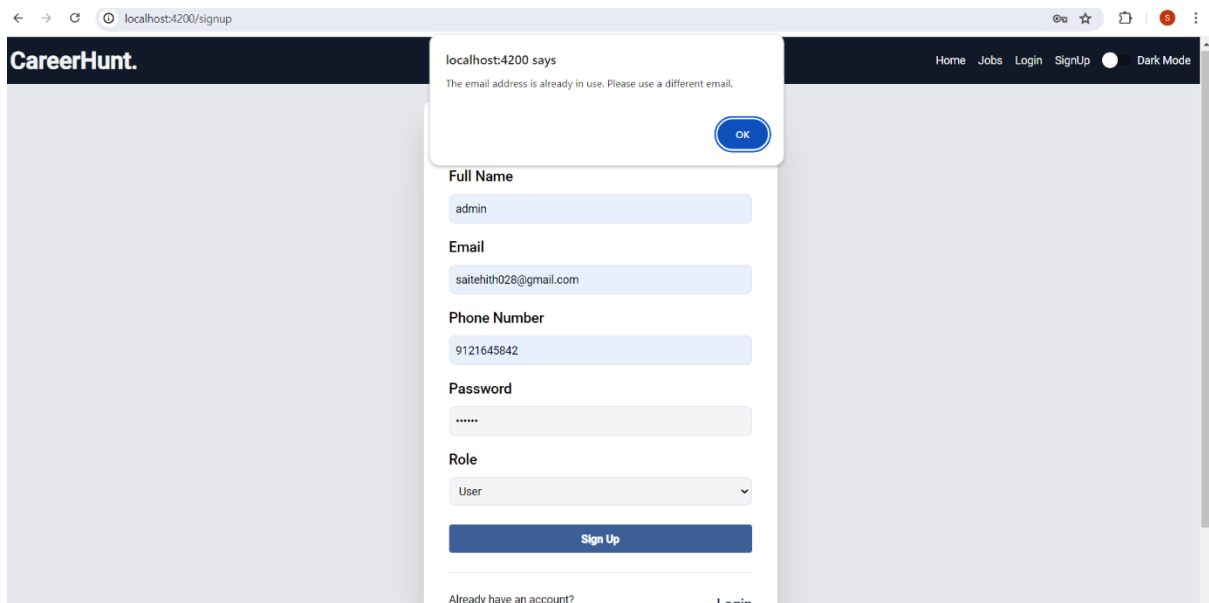 localhost:4200/signup
S
CareerHunt.
Home Jobs Login SignUp Dark Mode
localhost:4200 says
The email address is already in use. Please use a different email.
OK
Full Name
admin
Email
saitehith028@gmail.com
Phone Number
9121645842
Password
••••••
Role
User
Sign Up
Already have an account?
Login